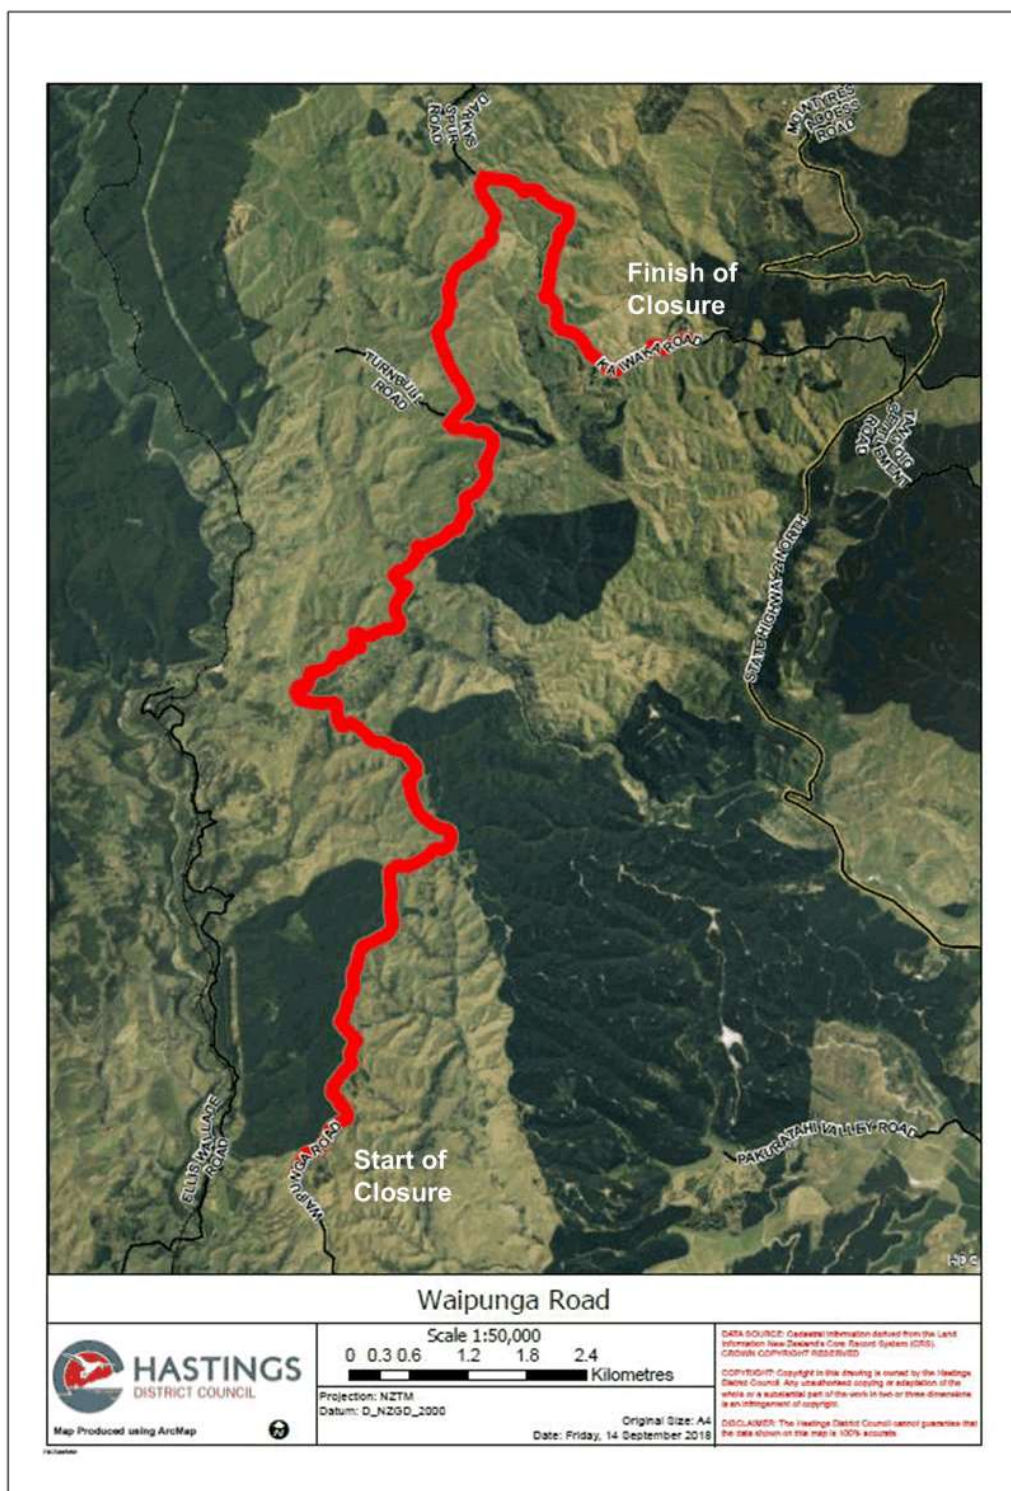 DARKYS
SPUR
ROAD
MCINTYRES
ACCESS
ROAD
Finish of
Closure
KAIWAKA ROAD
TURNBULL
ROAD
TANGOIO
SETTLEMENT
ROAD
STATE HIGHWAY 2 NORTH
ELLIS WALLACE
ROAD
WAIPUNGA ROAD
Start of
Closure
PAKURATAHI VALLEY ROAD
HDC
Waipunga Road
HASTINGS
DISTRICT COUNCIL
Map Produced using ArcMap
Scale 1:50,000
0 0.3 0.6 1.2 1.8 2.4
Kilometres
Projection: NZTM
Datum: D_NZGD_2000
Original Size: A4
Date: Friday, 14 September 2018
DATA SOURCE: Cadastral information derived from the Land
Information New Zealand's Core Record System (CRS).
CROWN COPYRIGHT RESERVED
COPYRIGHT: Copyright in this drawing is owned by the Hastings
District Council. Any unauthorised copying or adaptation of the
whole or a substantial part of the work in two or three dimensions
is an infringement of copyright.
DISCLAIMER: The Hastings District Council cannot guarantee that
the data shown on this map is 100% accurate.